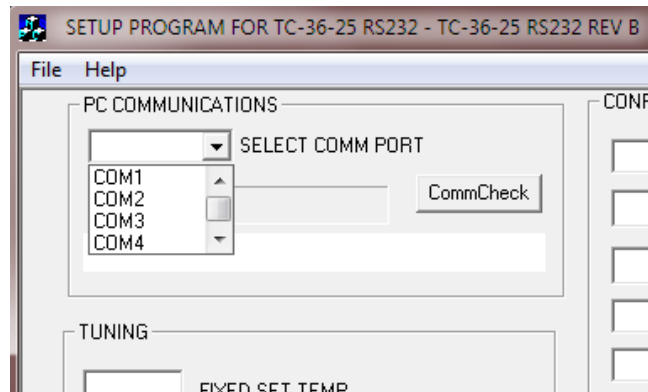 SETUP PROGRAM FOR TC-36-25 RS232 - TC-36-25 RS232 REV B
File Help
PC COMMUNICATIONS
SELECT COMM PORT
COM1
COM2
COM3
COM4
CommCheck
TUNING
FIXED SET TEMP
CONF